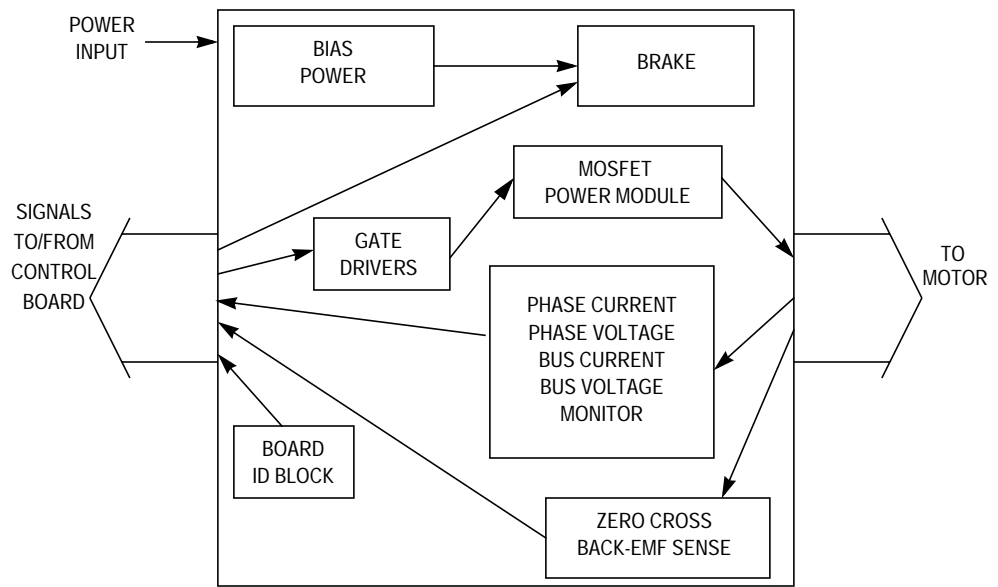 POWER
INPUT
BIAS
POWER
BRAKE
MOSFET
POWER MODULE
SIGNALS
TO/FROM
CONTROL
BOARD
GATE
DRIVERS
TO
MOTOR
PHASE CURRENT
PHASE VOLTAGE
BUS CURRENT
BUS VOLTAGE
MONITOR
BOARD
ID BLOCK
ZERO CROSS
BACK-EMF SENSE